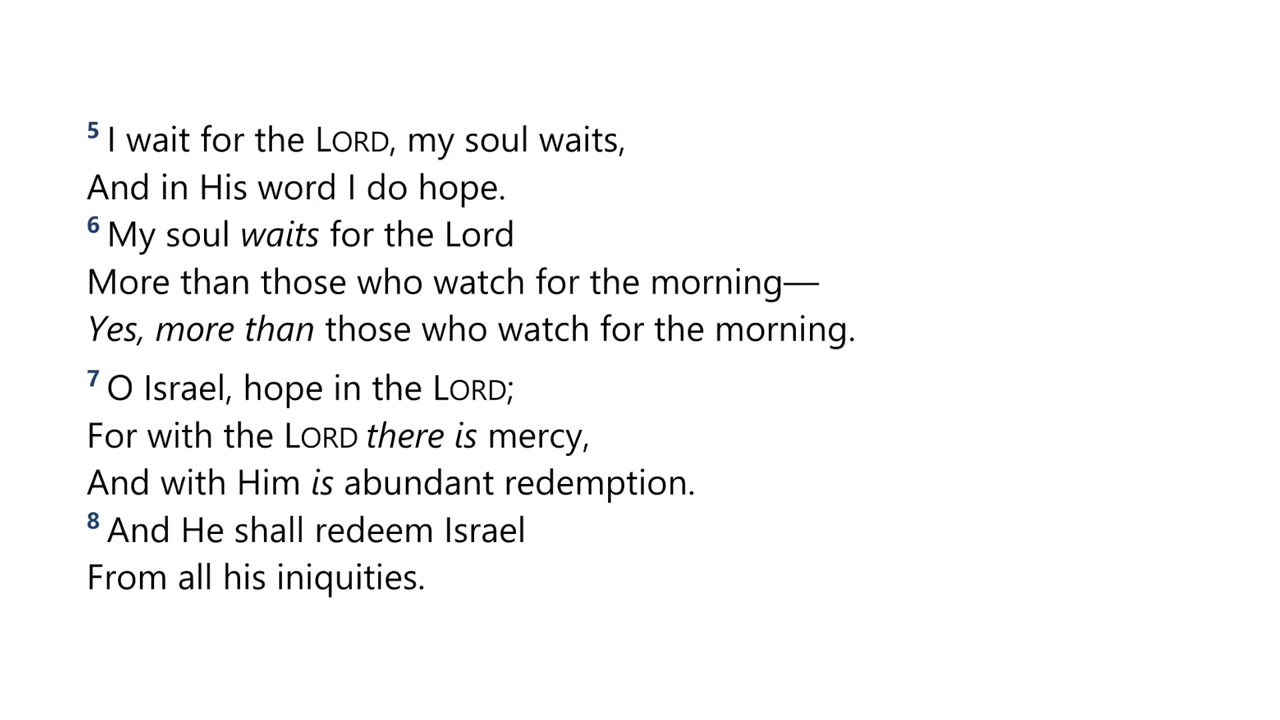 5 I wait for the LORD, my soul waits,
And in His word I do hope.
6 My soul waits for the Lord
More than those who watch for the morning—
Yes, more than those who watch for the morning.
7 O Israel, hope in the LORD;
For with the LORD there is mercy,
And with Him is abundant redemption.
8 And He shall redeem Israel
From all his iniquities.